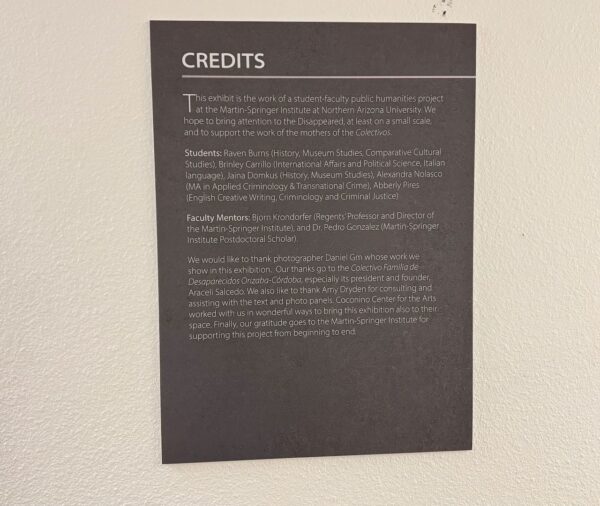 CREDITS
This exhibit is the work of a student-faculty public humanities project
at the Martin-Springer Institute at Northern Arizona University. We
hope to bring attention to the Disappeared, at least on a small scale,
and to support the work of the mothers of the Colectivos.
Students: Raven Burns (History, Museum Studies, Comparative Cultural
Studies), Brinley Carrillo (International Affairs and Political Science, Italian
language), Jaina Domkus (History, Museum Studies), Alexandra Nolasco
(MA in Applied Criminology & Transnational Crime), Abberly Pires
(English Creative Writing, Criminology and Criminal Justice)
Faculty Mentors: Bjorn Krondorfer (Regents' Professor and Director of
the Martin-Springer Institute), and Dr. Pedro Gonzalez (Martin-Springer
Institute Postdoctoral Scholar).
We would like to thank photographer Daniel Gm whose work we
show in this exhibition. Our thanks go to the Colectivo Familia de
Desaparecidos Orizaba-Córdoba, especially its president and founder,
Araceli Salcedo. We also like to thank Amy Dryden for consulting and
assisting with the text and photo panels. Coconino Center for the Arts
worked with us in wonderful ways to bring this exhibition also to their
space. Finally, our gratitude goes to the Martin-Springer Institute for
supporting this project from beginning to end.